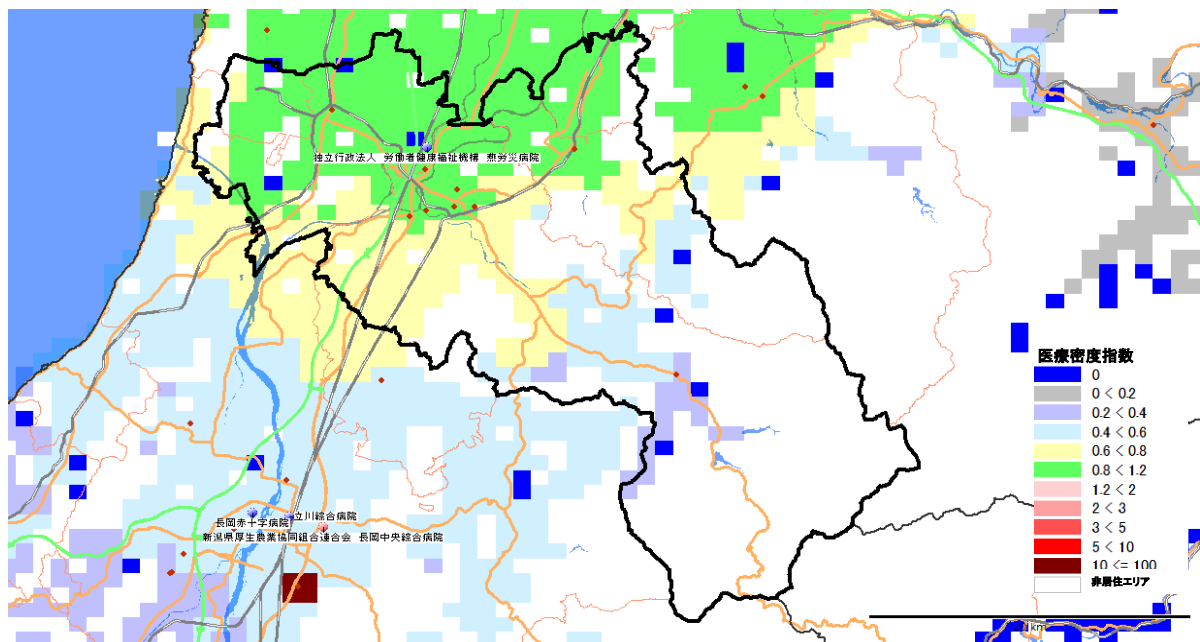 独立行政法人 労働者健康福祉機構 燕労災病院
立川綜合病院
長岡赤十字病院
新潟県厚生農業協同組合連合会 長岡中央綜合病院
医療密度指数
0
0 < 0.2
0.2 < 0.4
0.4 < 0.6
0.6 < 0.8
0.8 < 1.2
1.2 < 2
2 < 3
3 < 5
5 < 10
10 <= 100
非居住エリア